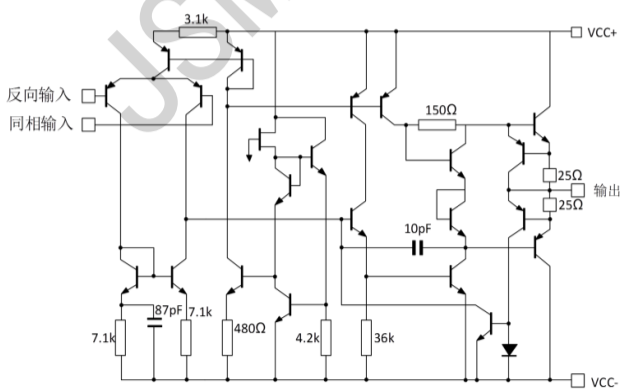 JSM
3.1k
VCC+
反向输入
同相输入
150Ω
25Ω
输出
25Ω
10pF
87pF
7.1k
7.1k
480Ω
4.2k
36k
VCC-